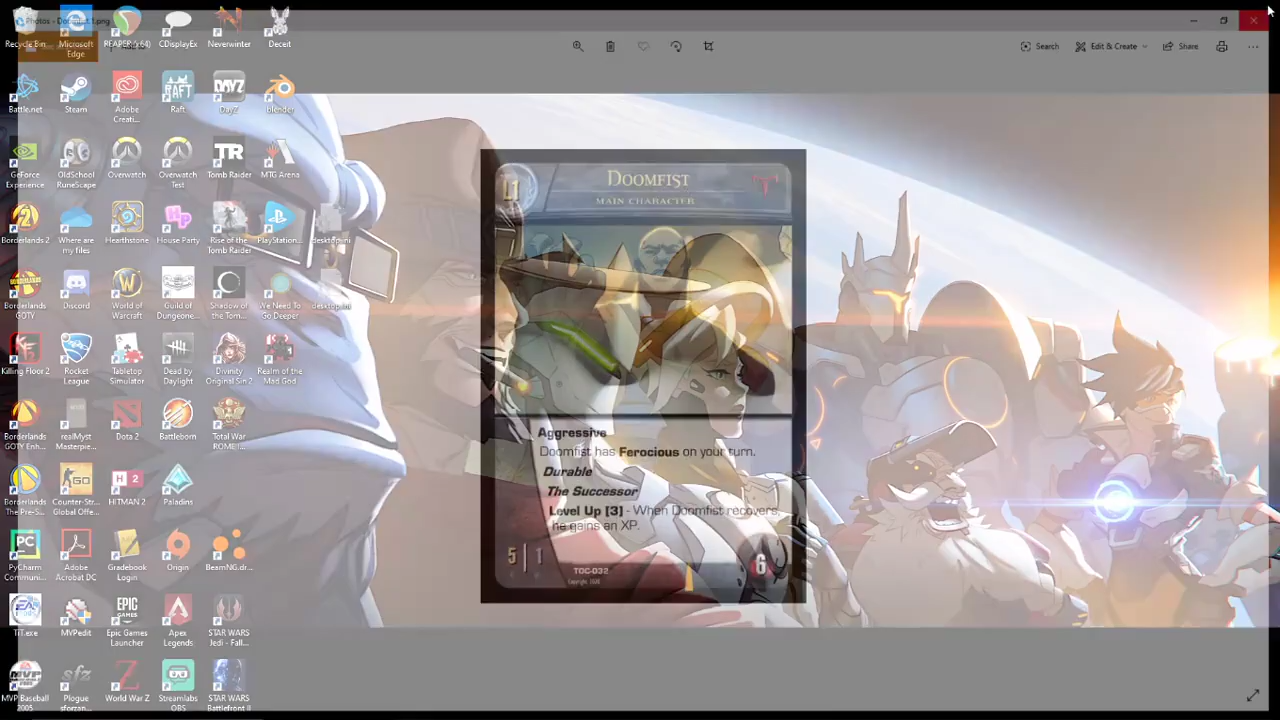 Photos - Doomfist 1.png
Search
Edit & Create
Share
Recycle Bin
Microsoft
Edge
REAPER (x64)
CDisplayEx
Neverwinter
Deceit
Battle.net
Steam
Adobe
Creati...
Raft
DayZ
blender
GeForce
Experience
OldSchool
RuneScape
Overwatch
Overwatch
Test
Tomb Raider
MTG Arena
Borderlands 2
Where are
my files
Hearthstone
House Party
Rise of the
Tomb Raider
PlayStation...
desktop.ini
Borderlands
GOTY
Discord
World of
Warcraft
Guild of
Dungeone...
Shadow of
the Tom...
We Need To
Go Deeper
desktop.ini
Killing Floor 2
Rocket
League
Tabletop
Simulator
Dead by
Daylight
Divinity
Original Sin 2
Realm of the
Mad God
Borderlands
GOTY Enh...
realMyst
Masterpie...
Dota 2
Battleborn
Total War
ROME I...
Borderlands
The Pre-S...
Counter-Str...
Global Offe...
HITMAN 2
Paladins
PyCharm
Communi...
Adobe
Acrobat DC
Gradebook
Login
Origin
BeamNG.dr...
TiT.exe
MVPedit
Epic Games
Launcher
Apex
Legends
STAR WARS
Jedi - Fall...
MVP Baseball
2005
Plogue
sforzan...
World War Z
Streamlabs
OBS
STAR WARS
Battlefront II
L1
DOOMFIST
MAIN CHARACTER
Aggressive
Doomfist has Ferocious on your turn.
Durable
The Successor
Level Up [3] - When Doomfist recovers,
he gains an XP.
5 | 1
6
TOC-032